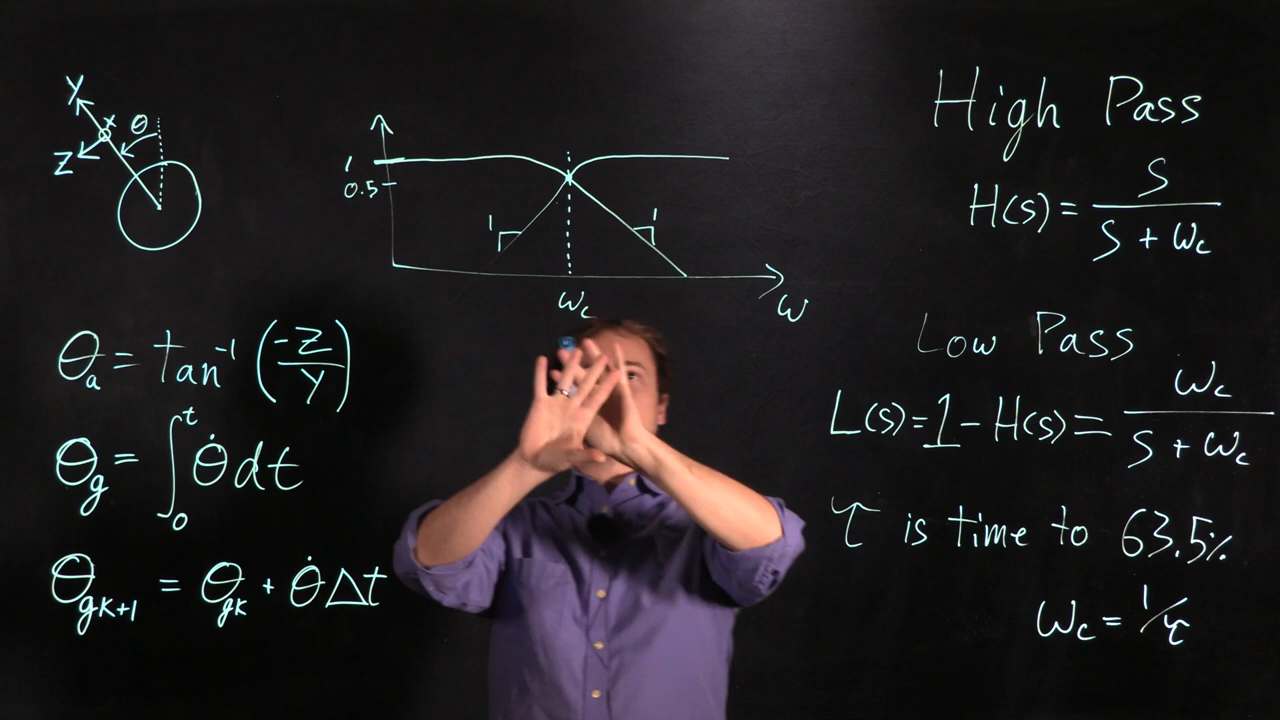 Y
x θ
Z
1
0.5
1
1
ω_c
ω
θ_a = tan⁻¹ (-Z/Y)
θ_g = ∫₀ᵗ θ̇ dt
θ_gk+1 = θ_gk + θ̇ Δt
High Pass
H(s) = S/(S + ω_c)
Low Pass
L(s) = 1 - H(s) = ω_c/(S + ω_c)
τ is time to 63.5%
ω_c = 1/τ